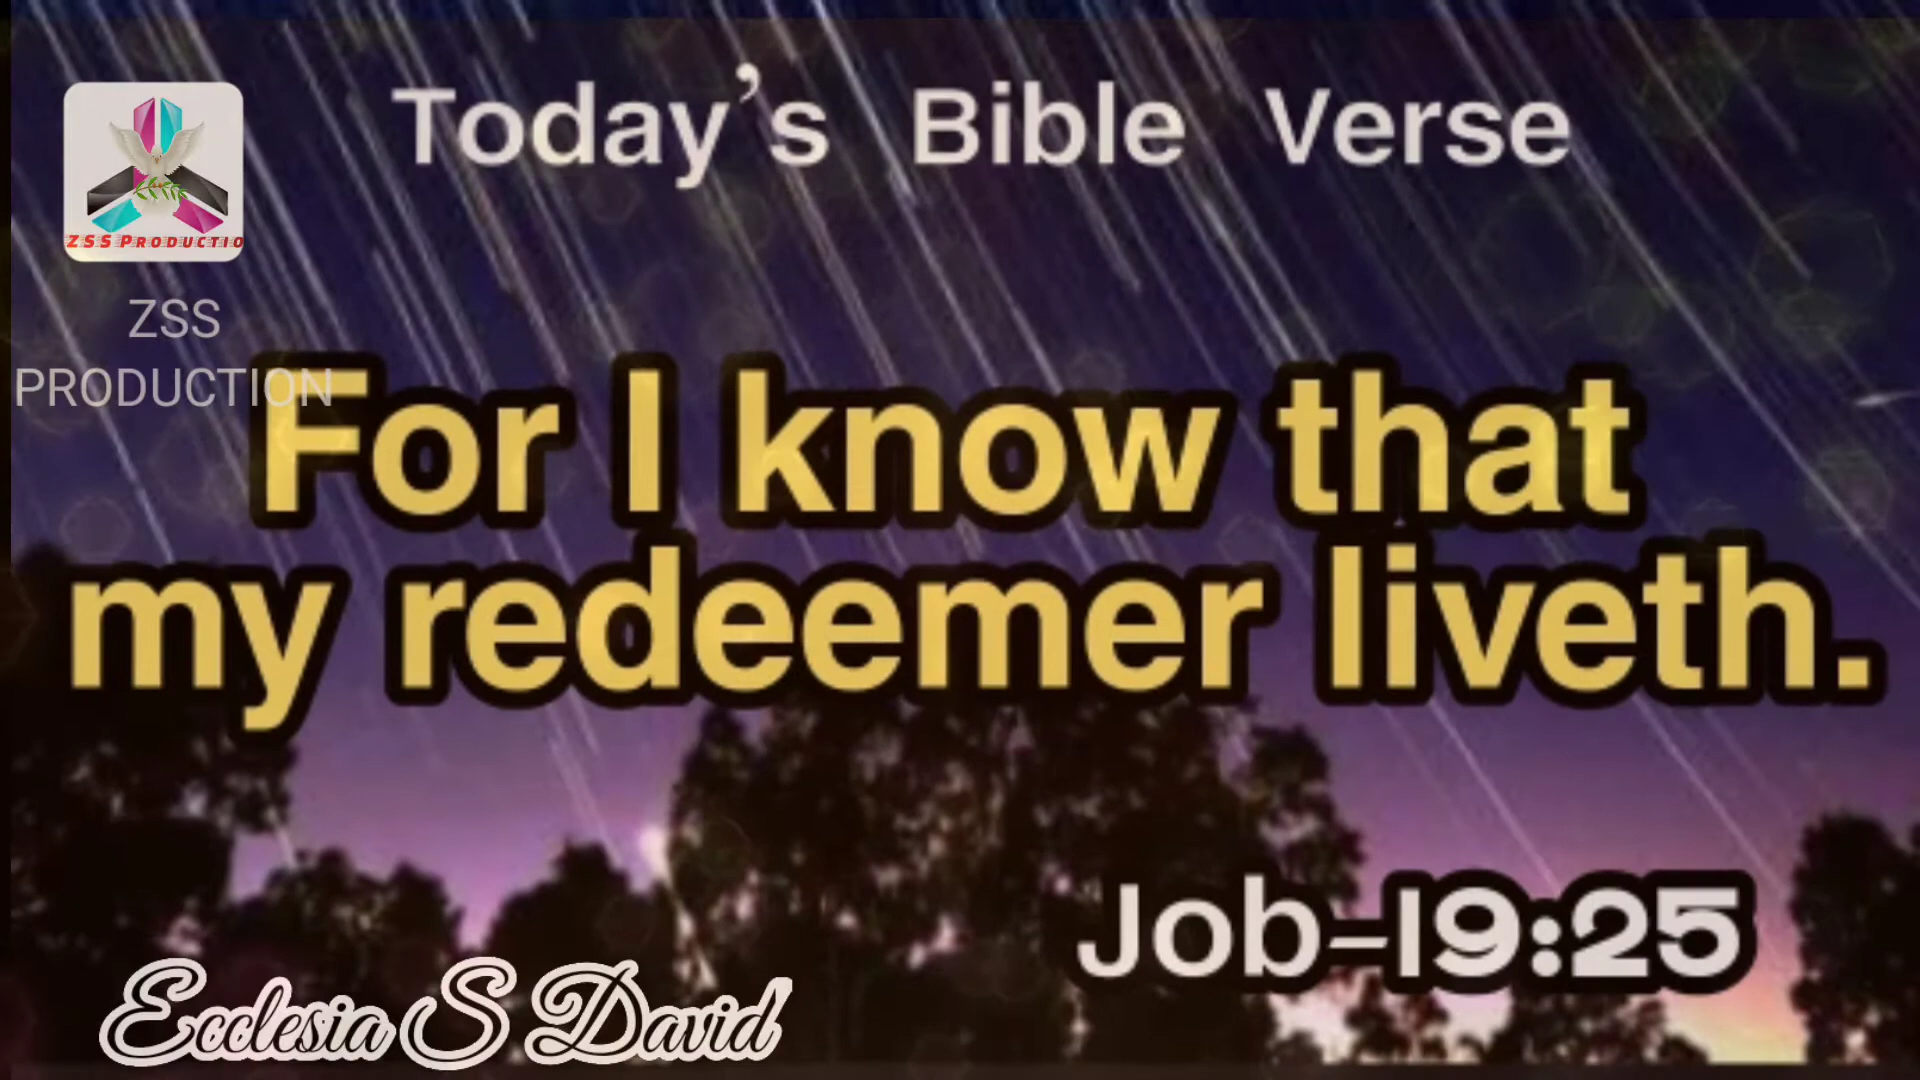 Today's Bible Verse
ZSS PRODUCTIO
ZSS
PRODUCTION
For I know that
my redeemer liveth.
Job-19:25
Ecclesia S David